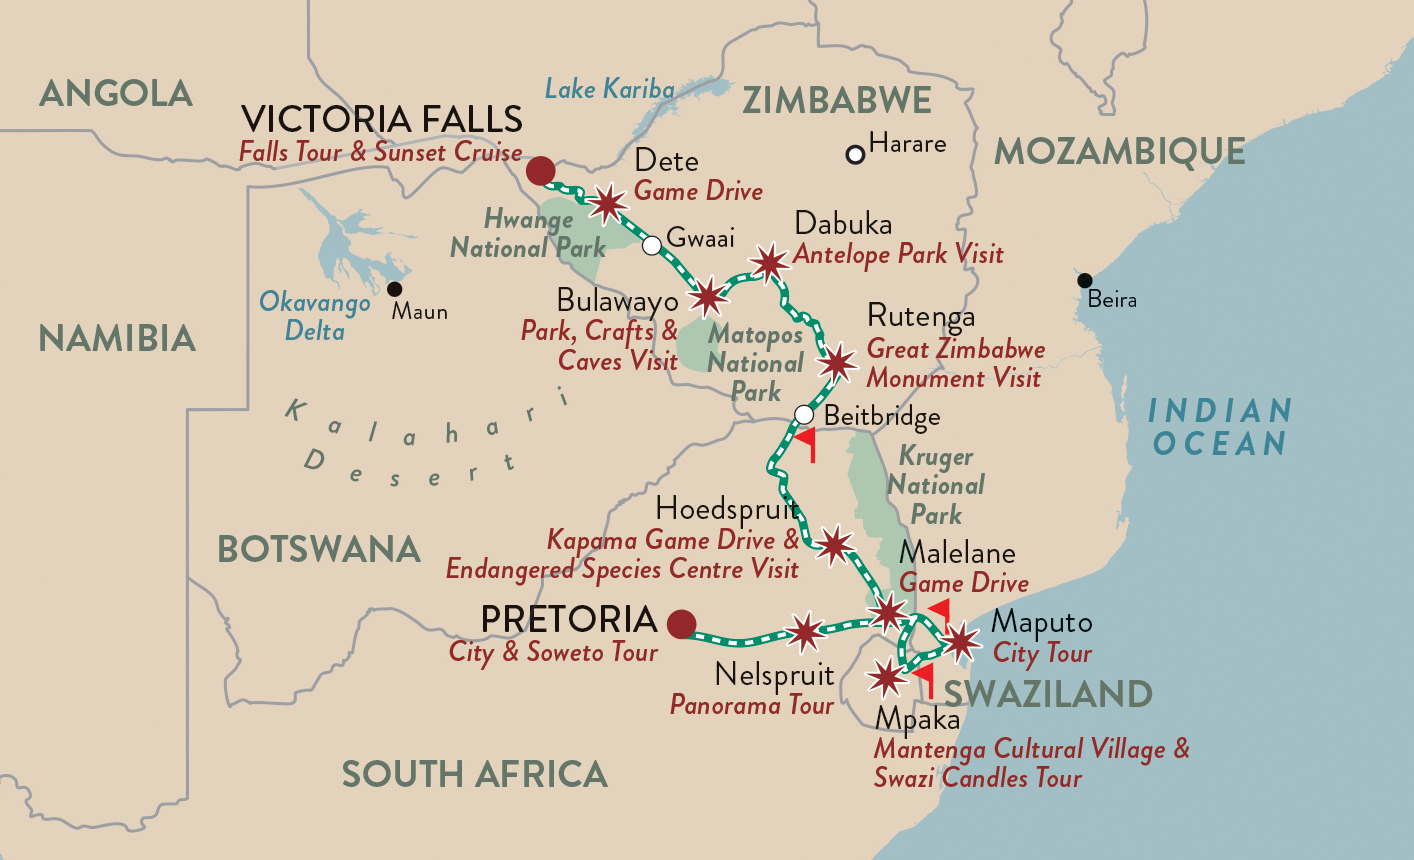 ANGOLA
Lake Kariba
ZIMBABWE
VICTORIA FALLS
Falls Tour & Sunset Cruise
Harare
MOZAMBIQUE
Dete
Game Drive
Hwange
National Park
Gwaai
Dabuka
Antelope Park Visit
Okavango
Delta
Maun
Bulawayo
Park, Crafts &
Caves Visit
Beira
NAMIBIA
Matopos
National
Park
Rutenga
Great Zimbabwe
Monument Visit
Kalahari
Desert
Beitbridge
INDIAN
OCEAN
Kruger
National
Park
Hoedspruit
Kapama Game Drive &
Endangered Species Centre Visit
BOTSWANA
Malelane
Game Drive
PRETORIA
City & Soweto Tour
Maputo
City Tour
Nelspruit
Panorama Tour
SWAZILAND
Mpaka
Mantenga Cultural Village &
Swazi Candles Tour
SOUTH AFRICA